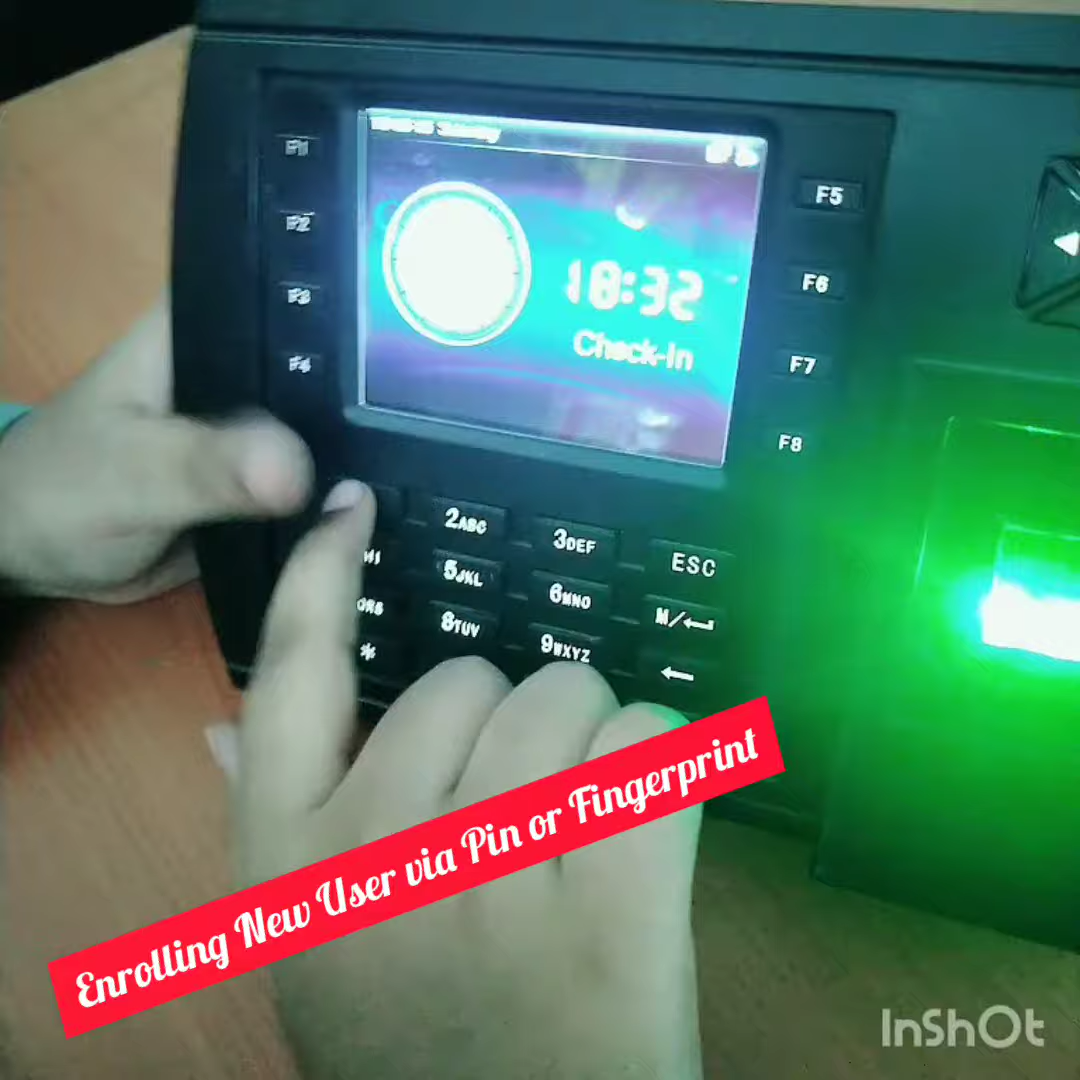 F1
F2
F3
F4
18:32
Check-In
F5
F6
F7
F8
2ABC
3DEF
ESC
5JKL
6MNO
M/↵
8TUV
9WXYZ
*
←
Enrolling New User via Pin or Fingerprint
InShOt